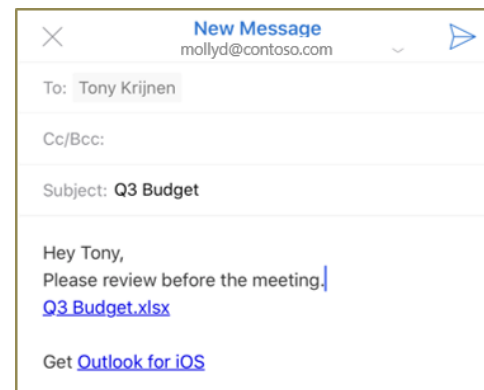 New Message
mollyd@contoso.com
To: Tony Krijnen
Cc/Bcc:
Subject: Q3 Budget
Hey Tony,
Please review before the meeting.
Q3 Budget.xlsx
Get Outlook for iOS